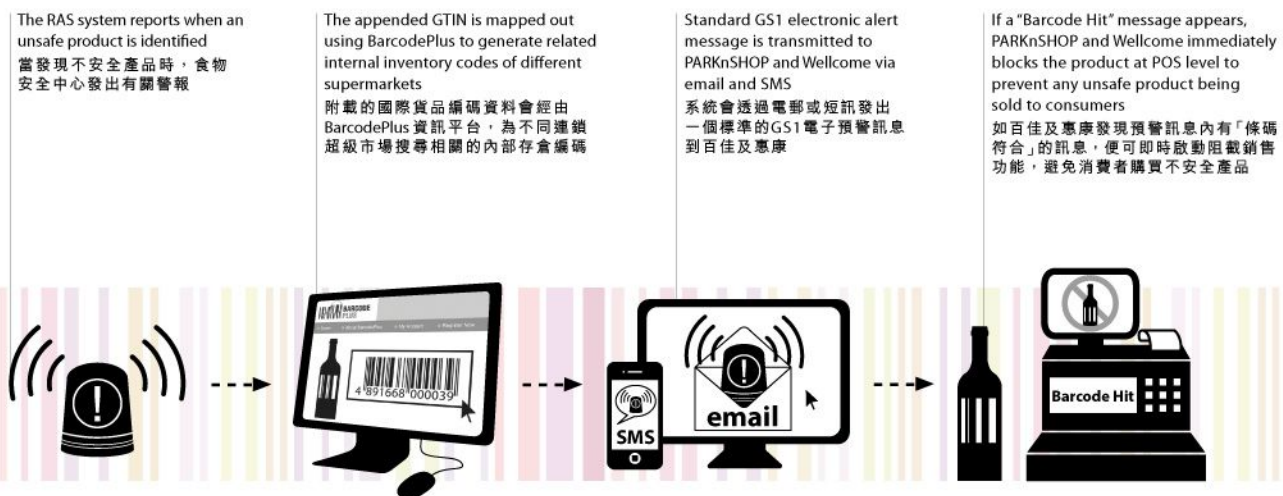 The RAS system reports when an
unsafe product is identified
當發現不安全產品時，食物
安全中心發出有關警報
The appended GTIN is mapped out
using BarcodePlus to generate related
internal inventory codes of different
supermarkets
附載的國際貨品編碼資料會經由
BarcodePlus 資訊平台，為不同連鎖
超級市場搜尋相關的內部存倉編碼
Standard GS1 electronic alert
message is transmitted to
PARKnSHOP and Wellcome via
email and SMS
系統會透過電郵或短訊發出
一個標準的GS1電子預警訊息
到百佳及惠康
If a “Barcode Hit” message appears,
PARKnSHOP and Wellcome immediately
blocks the product at POS level to
prevent any unsafe product being
sold to consumers
如百佳及惠康發現預警訊息內有「條碼
符合」的訊息，便可即時啟動阻截銷售
功能，避免消費者購買不安全產品
BARCODE
PLUS
4 891668 000039
SMS
email
Barcode Hit